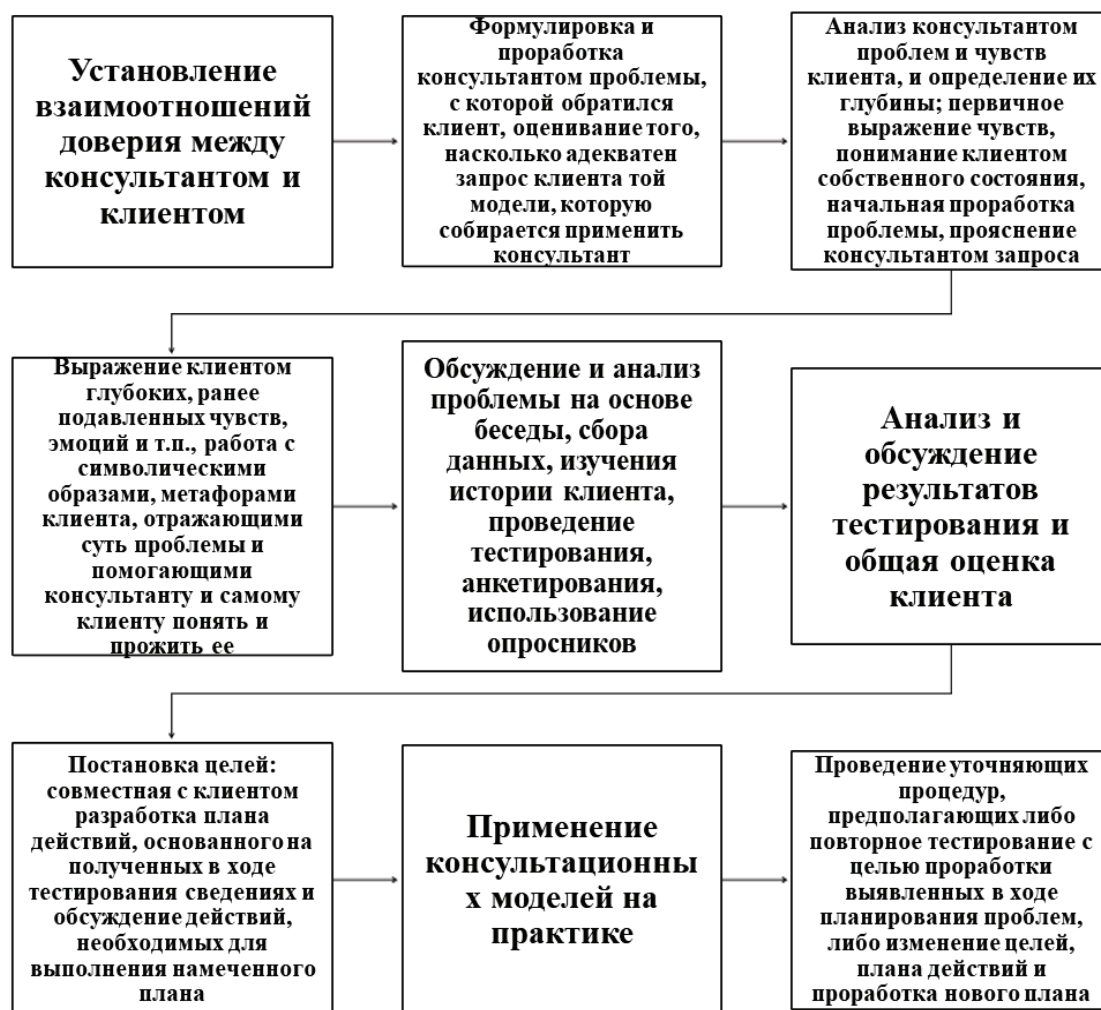 Установление
взаимоотношений
доверия между
консультантом и
клиентом
Формулировка и
проработка
консультантом проблемы,
с которой обратился
клиент, оценивание того,
насколько адекватен
запрос клиента той
модели, которую
собирается применить
консультант
Анализ консультантом
проблем и чувств
клиента, и определение их
глубины; первичное
выражение чувств,
понимание клиентом
собственного состояния,
начальная проработка
проблемы, прояснение
консультантом запроса
Выражение клиентом
глубоких, ранее
подавленных чувств,
эмоций и т.п., работа с
символическими
образами, метафорами
клиента, отражающими
суть проблемы и
помогающими
консультанту и самому
клиенту понять и
прожить ее
Обсуждение и анализ
проблемы на основе
беседы, сбора
данных, изучения
истории клиента,
проведение
тестирования,
анкетирования,
использование
опросников
Анализ и
обсуждение
результатов
тестирования и
общая оценка
клиента
Постановка целей:
совместная с клиентом
разработка плана
действий, основанного на
полученных в ходе
тестирования сведениях и
обсуждение действий,
необходимых для
выполнения намеченного
плана
Применение
консультационны
х моделей на
практике
Проведение уточняющих
процедур,
предполагающих либо
повторное тестирование с
целью проработки
выявленных в ходе
планирования проблем,
либо изменение целей,
плана действий и
проработка нового плана